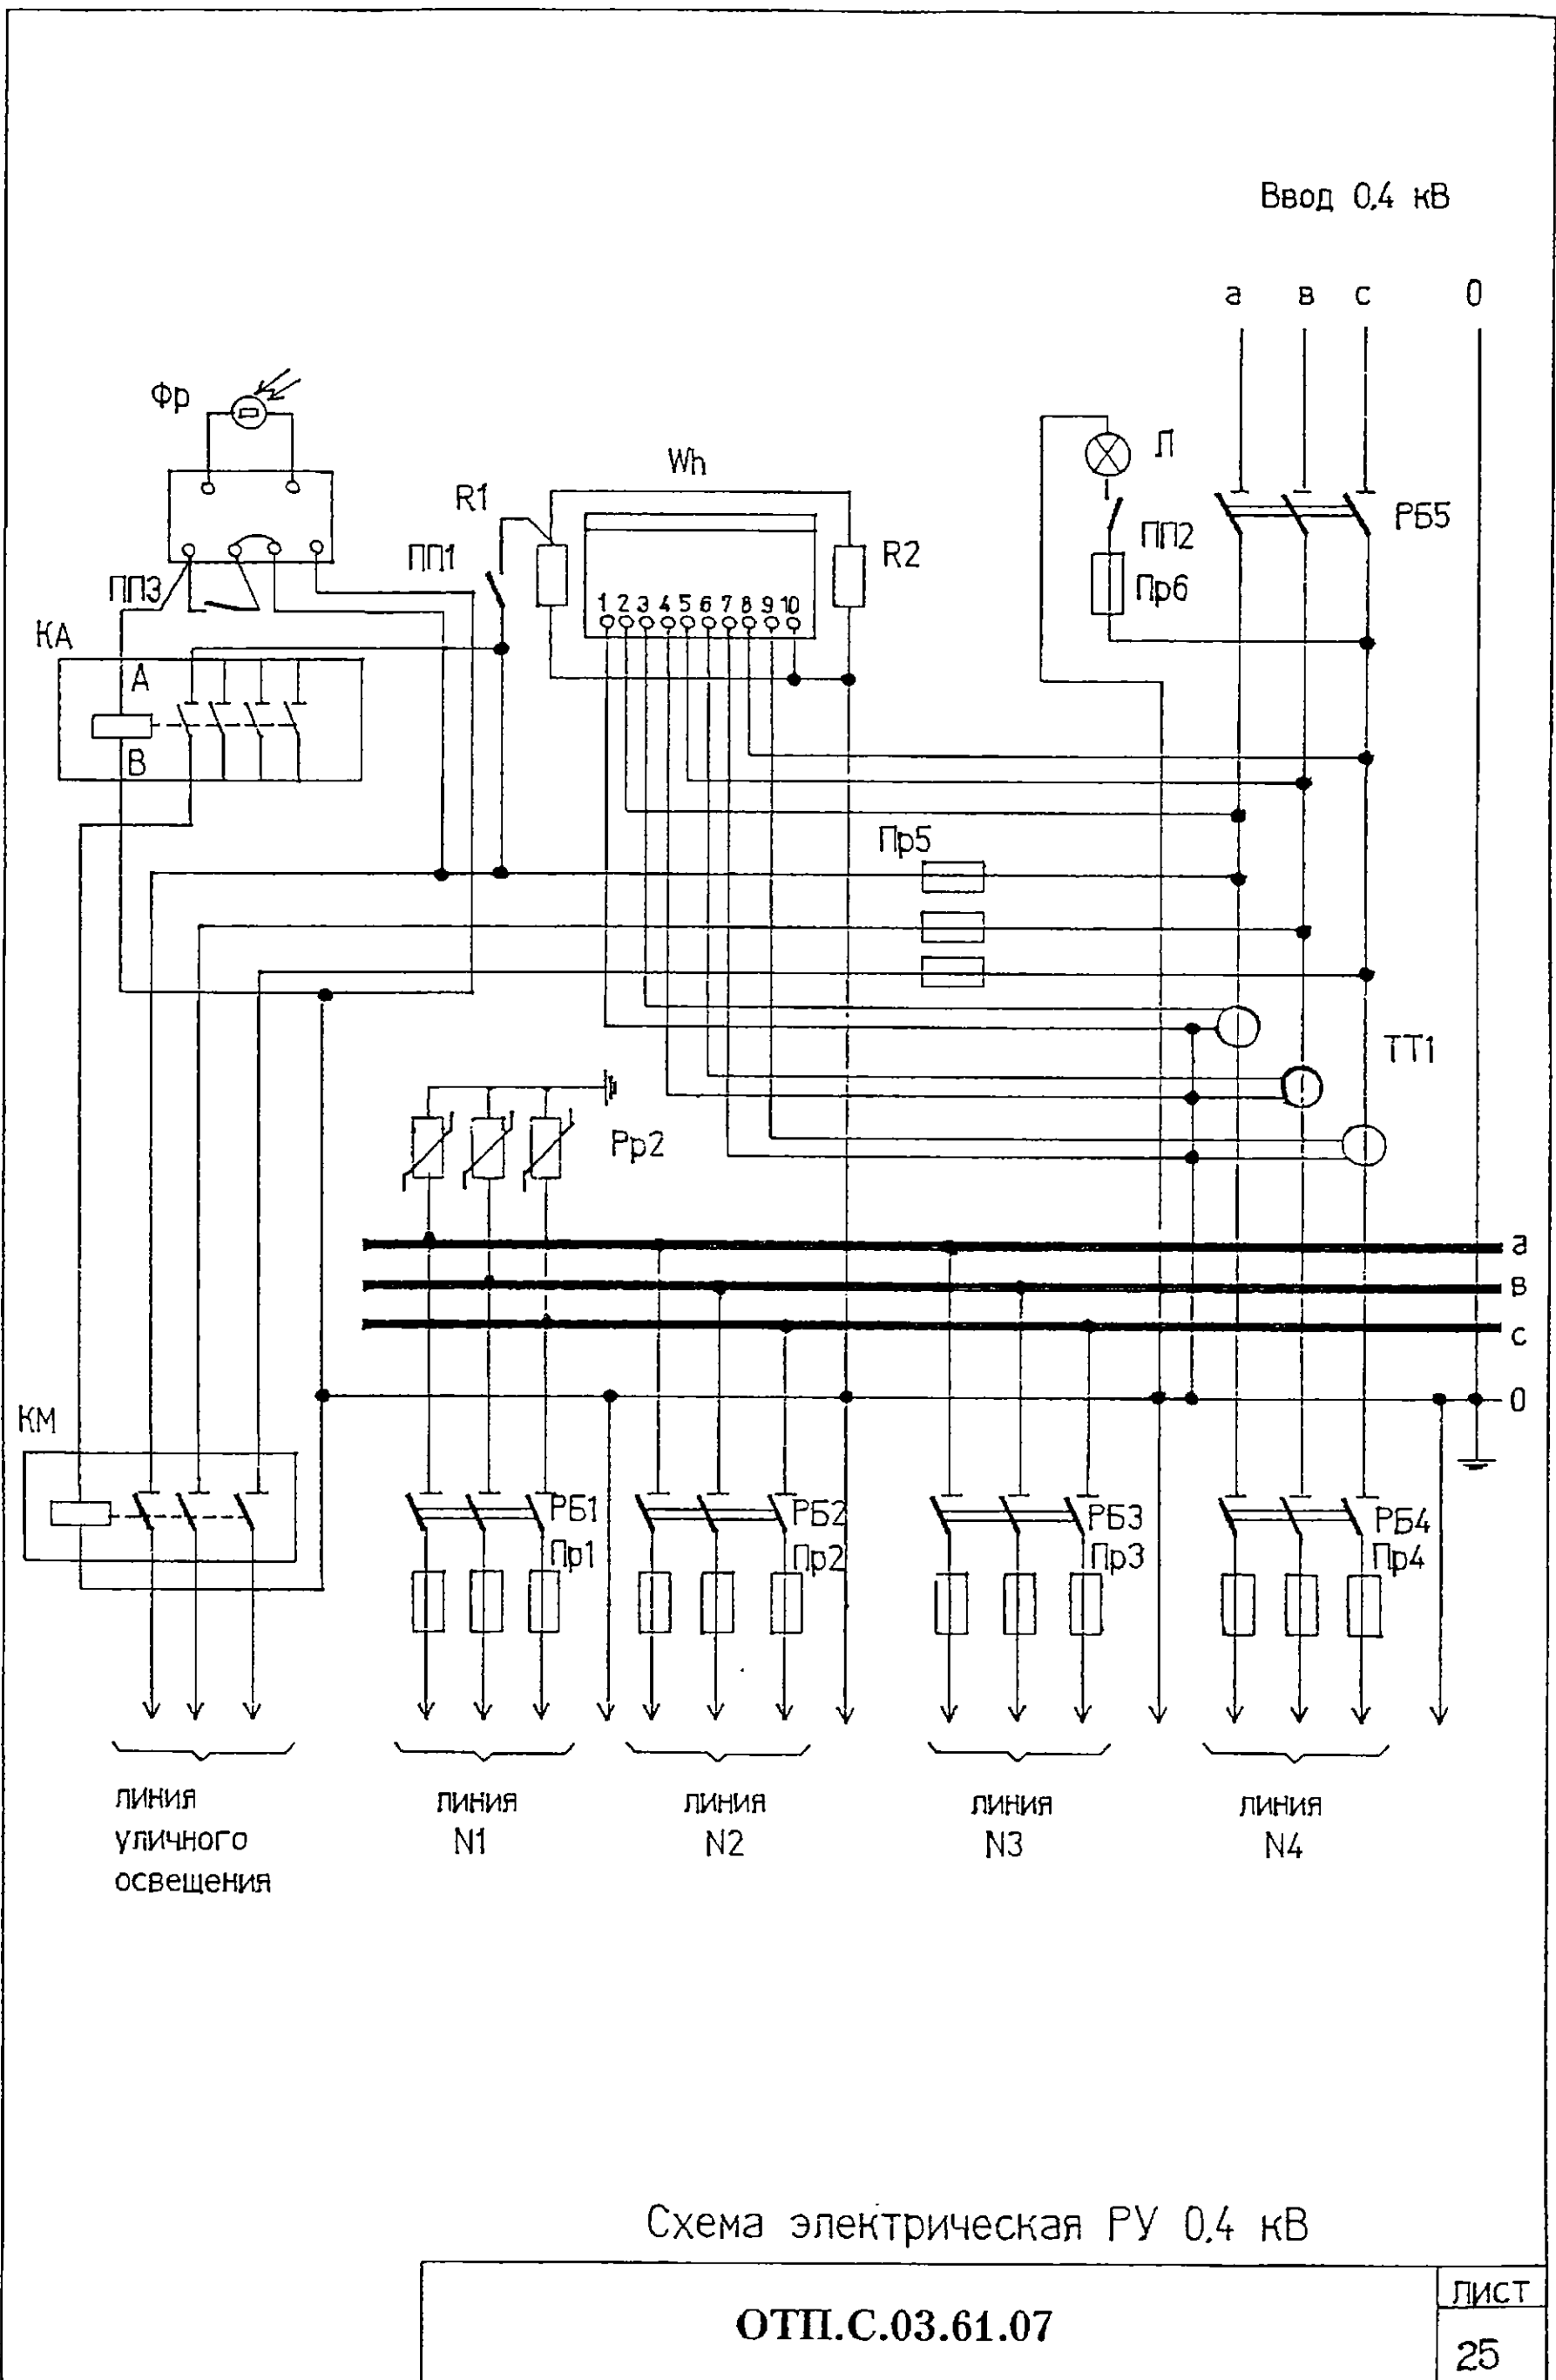 Ввод 0,4 кВ
а в с 0
Фр
Л
Wh
R1
РБ5
ПП1
R2
ПП2
ПП3
Пр6
1 2 3 4 5 6 7 8 9 10
КА
А
В
Пр5
ТТ1
Рр2
а
в
с
0
КМ
РБ1
РБ2
РБ3
РБ4
Пр1
Пр2
Пр3
Пр4
линия
уличного
освещения
линия
N1
линия
N2
линия
N3
линия
N4
Схема электрическая РУ 0,4 кВ
ОТП.С.03.61.07
лист
25